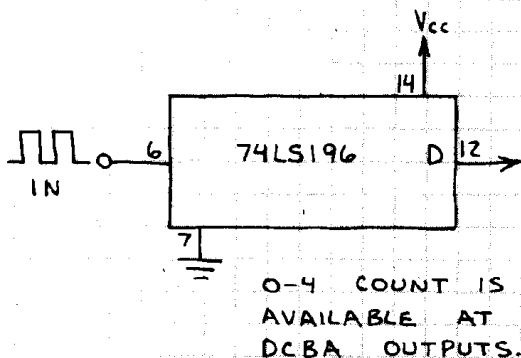 Vcc
14
6
74LS196
D
12
IN
7
0-4 COUNT IS
AVAILABLE AT
DCBA OUTPUTS.